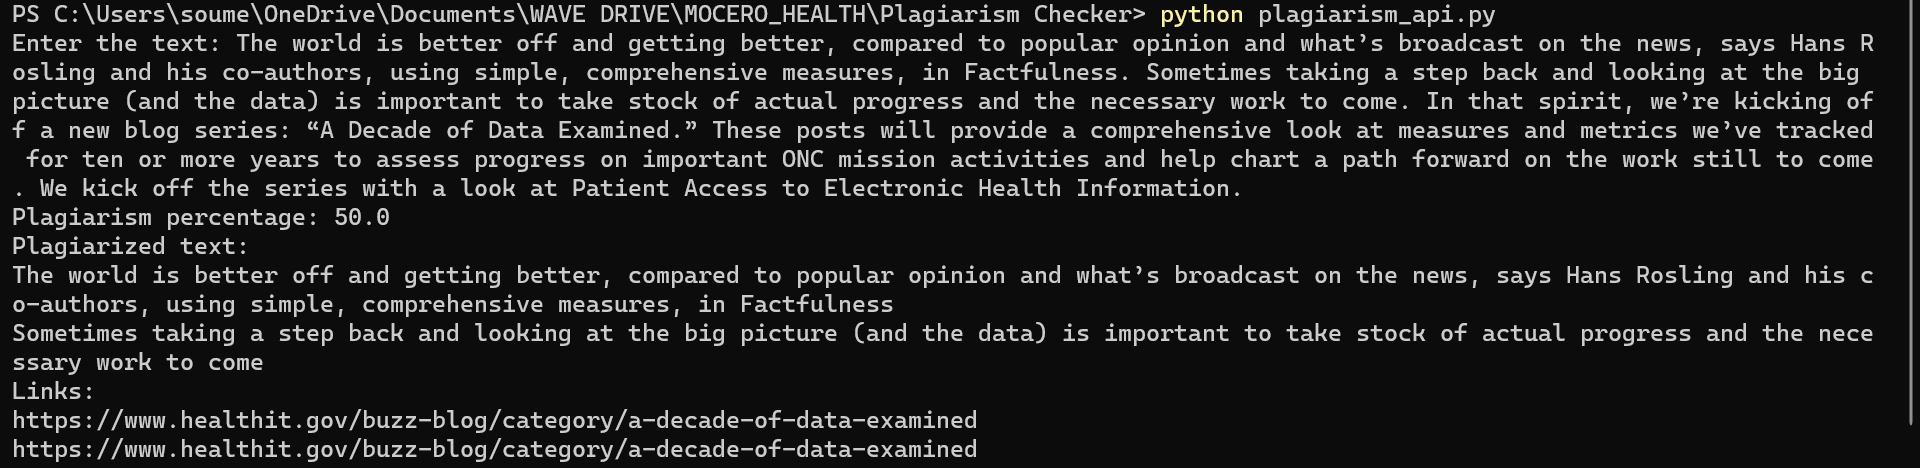 PS C:\Users\soume\OneDrive\Documents\WAVE DRIVE\MOCERO_HEALTH\Plagiarism Checker> python plagiarism_api.py
Enter the text: The world is better off and getting better, compared to popular opinion and what’s broadcast on the news, says Hans R
osling and his co-authors, using simple, comprehensive measures, in Factfulness. Sometimes taking a step back and looking at the big
picture (and the data) is important to take stock of actual progress and the necessary work to come. In that spirit, we’re kicking of
f a new blog series: “A Decade of Data Examined.” These posts will provide a comprehensive look at measures and metrics we’ve tracked
 for ten or more years to assess progress on important ONC mission activities and help chart a path forward on the work still to come
. We kick off the series with a look at Patient Access to Electronic Health Information.
Plagiarism percentage: 50.0
Plagiarized text:
The world is better off and getting better, compared to popular opinion and what’s broadcast on the news, says Hans Rosling and his c
o-authors, using simple, comprehensive measures, in Factfulness
Sometimes taking a step back and looking at the big picture (and the data) is important to take stock of actual progress and the nece
ssary work to come
Links:
https://www.healthit.gov/buzz-blog/category/a-decade-of-data-examined
https://www.healthit.gov/buzz-blog/category/a-decade-of-data-examined